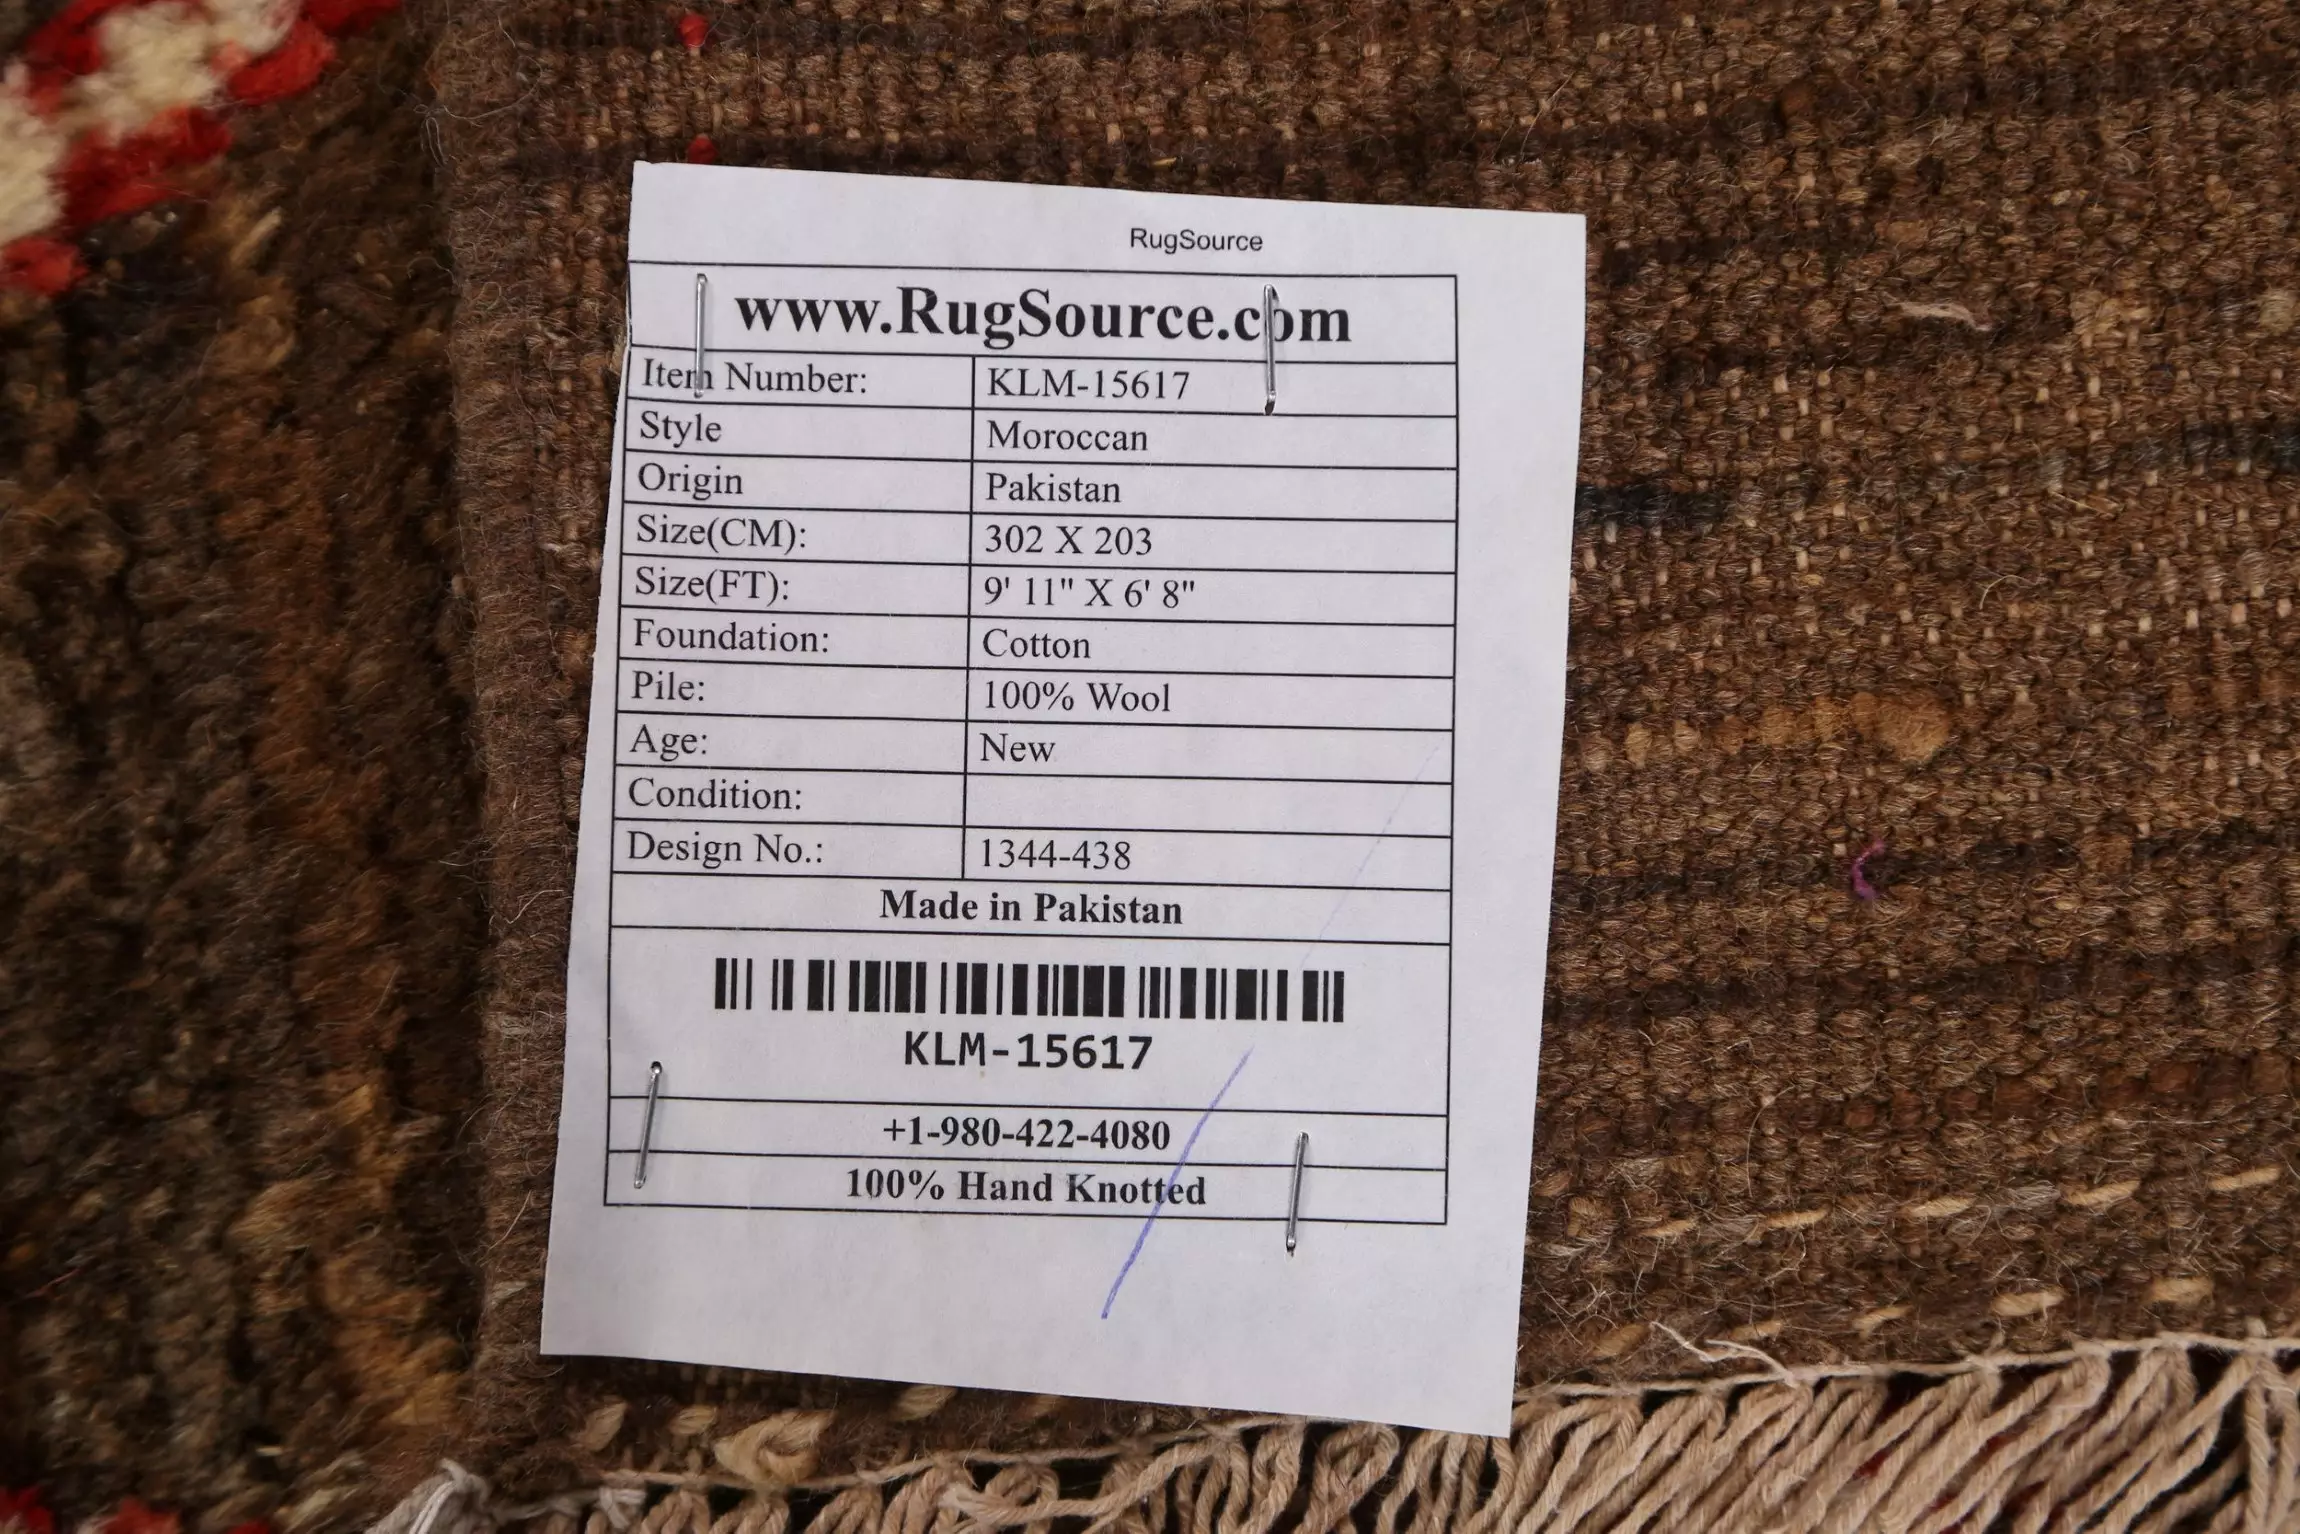 RugSource
www.RugSource.com
Item Number: KLM-15617
Style Moroccan
Origin Pakistan
Size(CM): 302 X 203
Size(FT): 9' 11" X 6' 8"
Foundation: Cotton
Pile: 100% Wool
Age: New
Condition:
Design No.: 1344-438
Made in Pakistan
KLM-15617
+1-980-422-4080
100% Hand Knotted